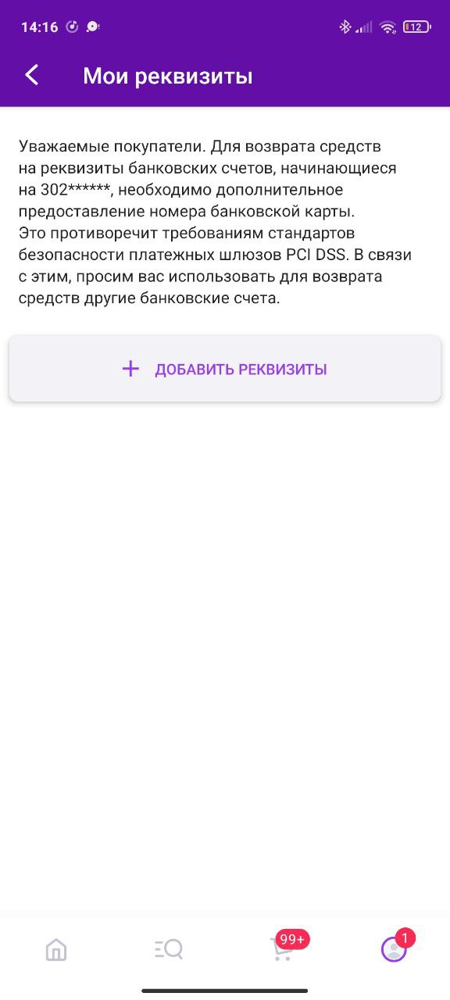 14:16
12
Мои реквизиты
Уважаемые покупатели. Для возврата средств
на реквизиты банковских счетов, начинающиеся
на 302******, необходимо дополнительное
предоставление номера банковской карты.
Это противоречит требованиям стандартов
безопасности платежных шлюзов PCI DSS. В связи
с этим, просим вас использовать для возврата
средств другие банковские счета.
+ ДОБАВИТЬ РЕКВИЗИТЫ
99+
1